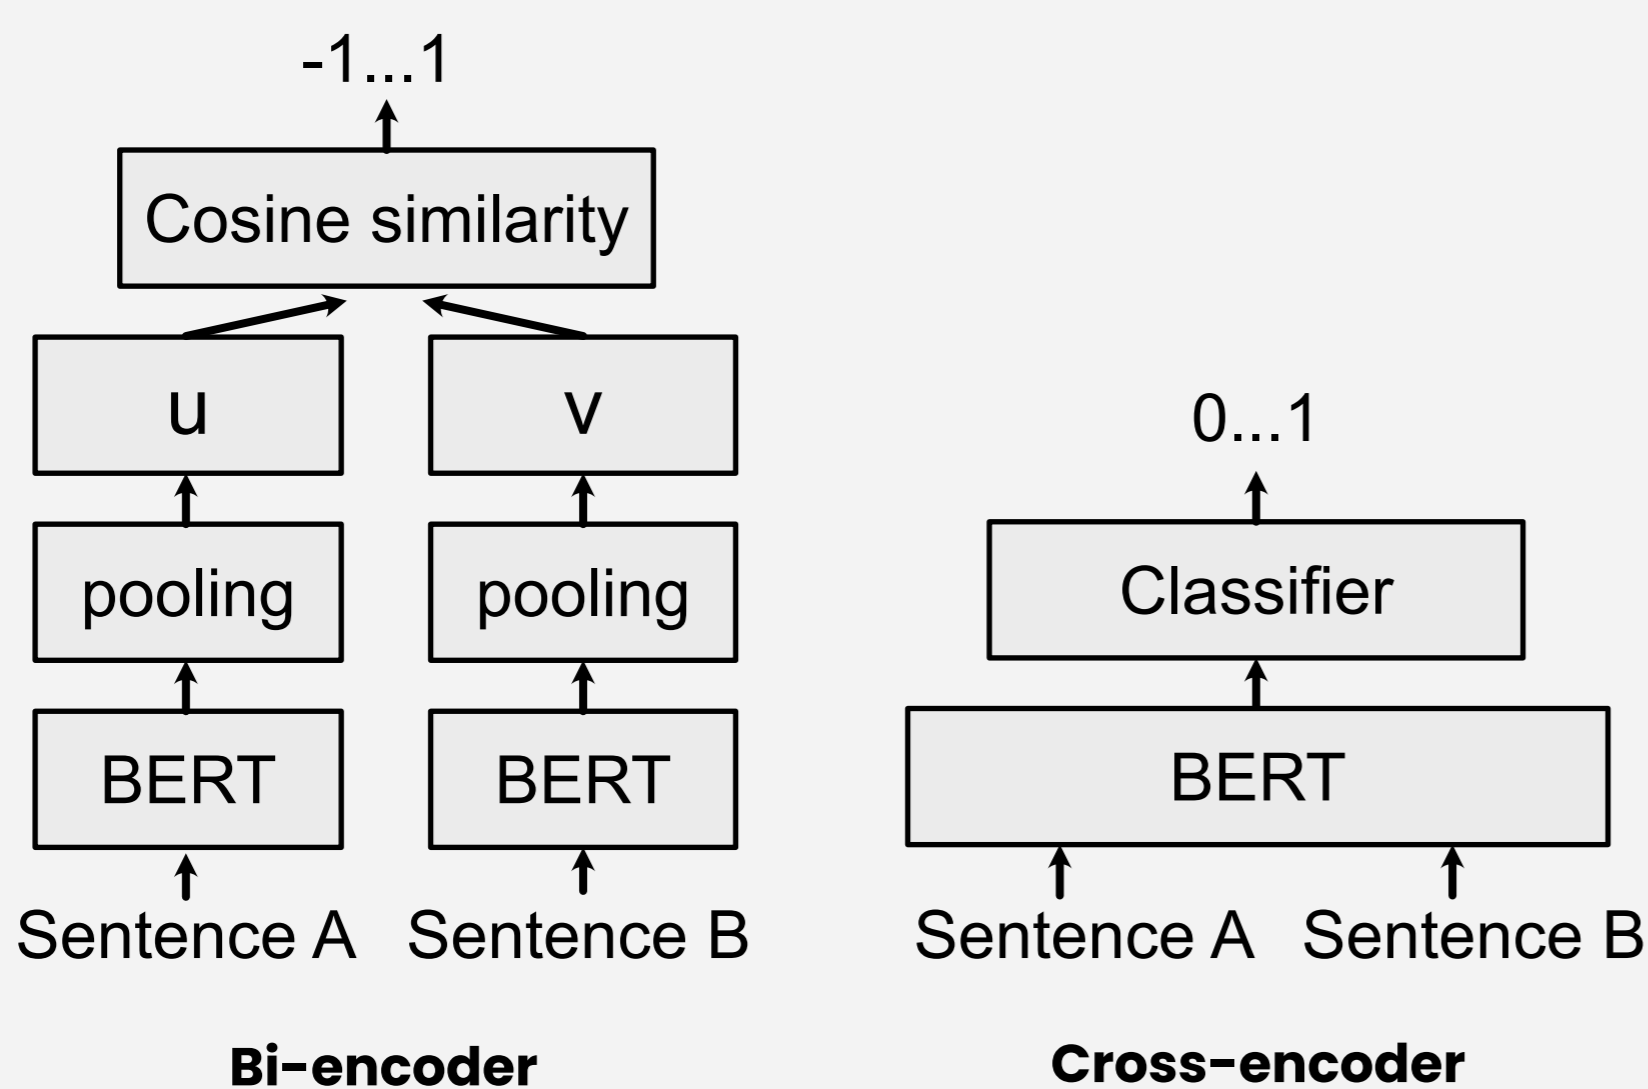 -1...1
Cosine similarity
u
v
pooling
pooling
BERT
BERT
Sentence A
Sentence B
Bi-encoder
0...1
Classifier
BERT
Sentence A
Sentence B
Cross-encoder